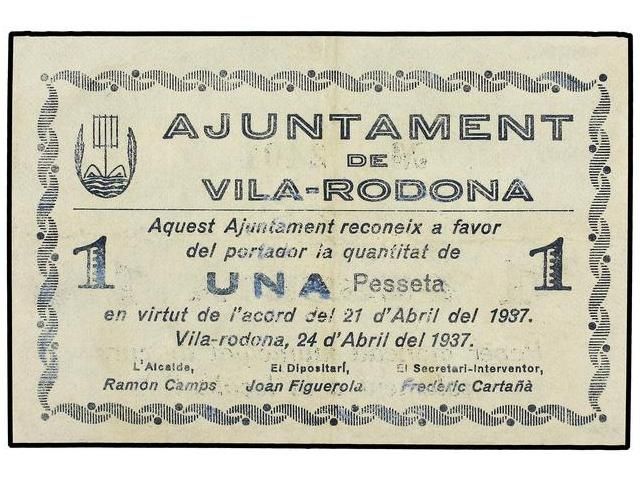 AJUNTAMENT
DE
VILA-RODONA
Aquest Ajuntament reconeix a favor
del portador la quantitat de
1 UNA Pesseta 1
en virtut de l'acord del 21 d'Abril del 1937.
Vila-rodona, 24 d'Abril del 1937.
L'Alcalde, El Dipositari, El Secretari-Interventor,
Ramón Camps Joan Figuerola Frederic Cartañà